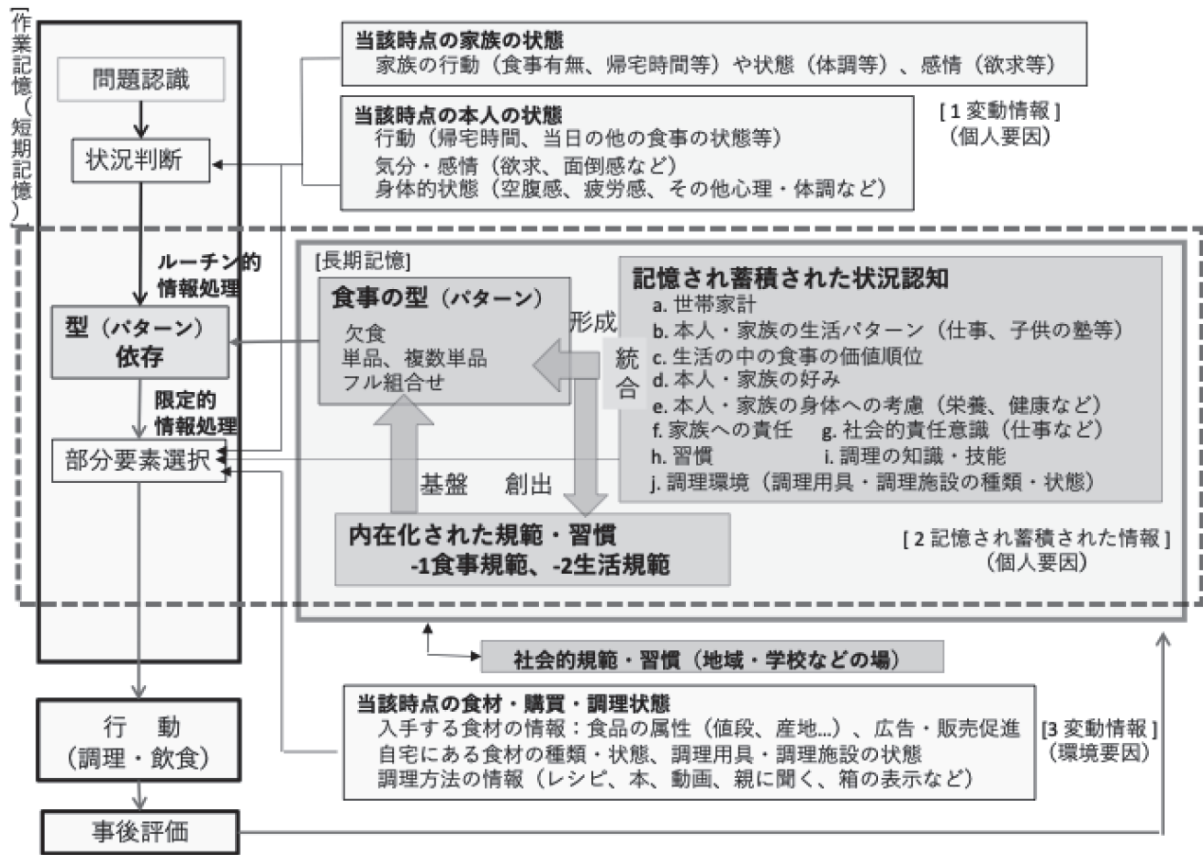 [作業記憶（短期記憶）]
問題認識
状況判断
ルーチン的
情報処理
型（パターン）
依存
限定的
情報処理
部分要素選択
行　動
（調理・飲食）
事後評価
当該時点の家族の状態
家族の行動（食事有無、帰宅時間等）や状態（体調等）、感情（欲求等）
当該時点の本人の状態
行動（帰宅時間、当日の他の食事の状態等）
気分・感情（欲求、面倒感など）
身体的状態（空腹感、疲労感、その他心理・体調など）
[１変動情報]
（個人要因）
[長期記憶]
食事の型（パターン）
欠食
単品、複数単品
フル組合せ
形成
統合
基盤
創出
記憶され蓄積された状況認知
a. 世帯家計
b. 本人・家族の生活パターン（仕事、子供の塾等）
c. 生活の中の食事の価値順位
d. 本人・家族の好み
e. 本人・家族の身体への考慮（栄養、健康など）
f. 家族への責任　g. 社会的責任意識（仕事など）
h. 習慣　i. 調理の知識・技能
j. 調理環境（調理用具・調理施設の種類・状態）
内在化された規範・習慣
-1食事規範、-2生活規範
[２記憶され蓄積された情報]
（個人要因）
社会的規範・習慣（地域・学校などの場）
当該時点の食材・購買・調理状態
入手する食材の情報：食品の属性（値段、産地...）、広告・販売促進
自宅にある食材の種類・状態、調理用具・調理施設の状態
調理方法の情報（レシピ、本、動画、親に聞く、箱の表示など）
[３変動情報]
（環境要因）